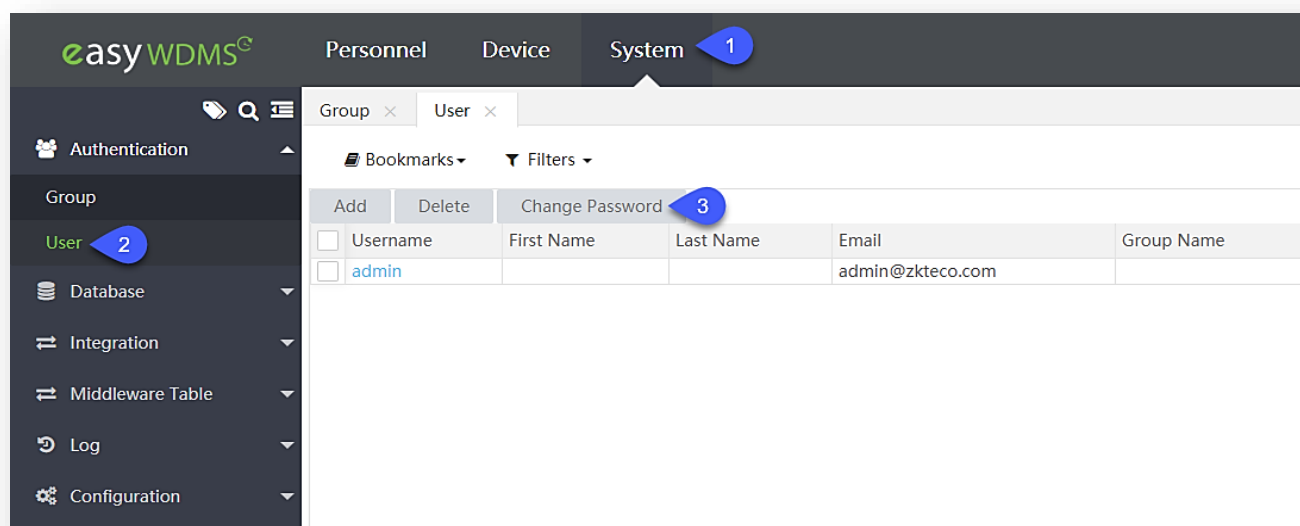 easy WDMS
Personnel Device System 1
Group User
Authentication
Bookmarks Filters
Group
Add Delete Change Password 3
User 2
Username First Name Last Name Email Group Name
admin admin@zkteco.com
Database
Integration
Middleware Table
Log
Configuration